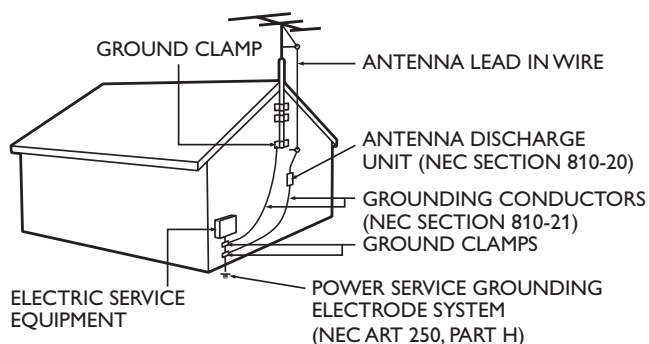 GROUND CLAMP
ANTENNA LEAD IN WIRE
ANTENNA DISCHARGE
UNIT (NEC SECTION 810-20)
GROUNDING CONDUCTORS
(NEC SECTION 810-21)
GROUND CLAMPS
ELECTRIC SERVICE
EQUIPMENT
POWER SERVICE GROUNDING
ELECTRODE SYSTEM
(NEC ART 250, PART H)